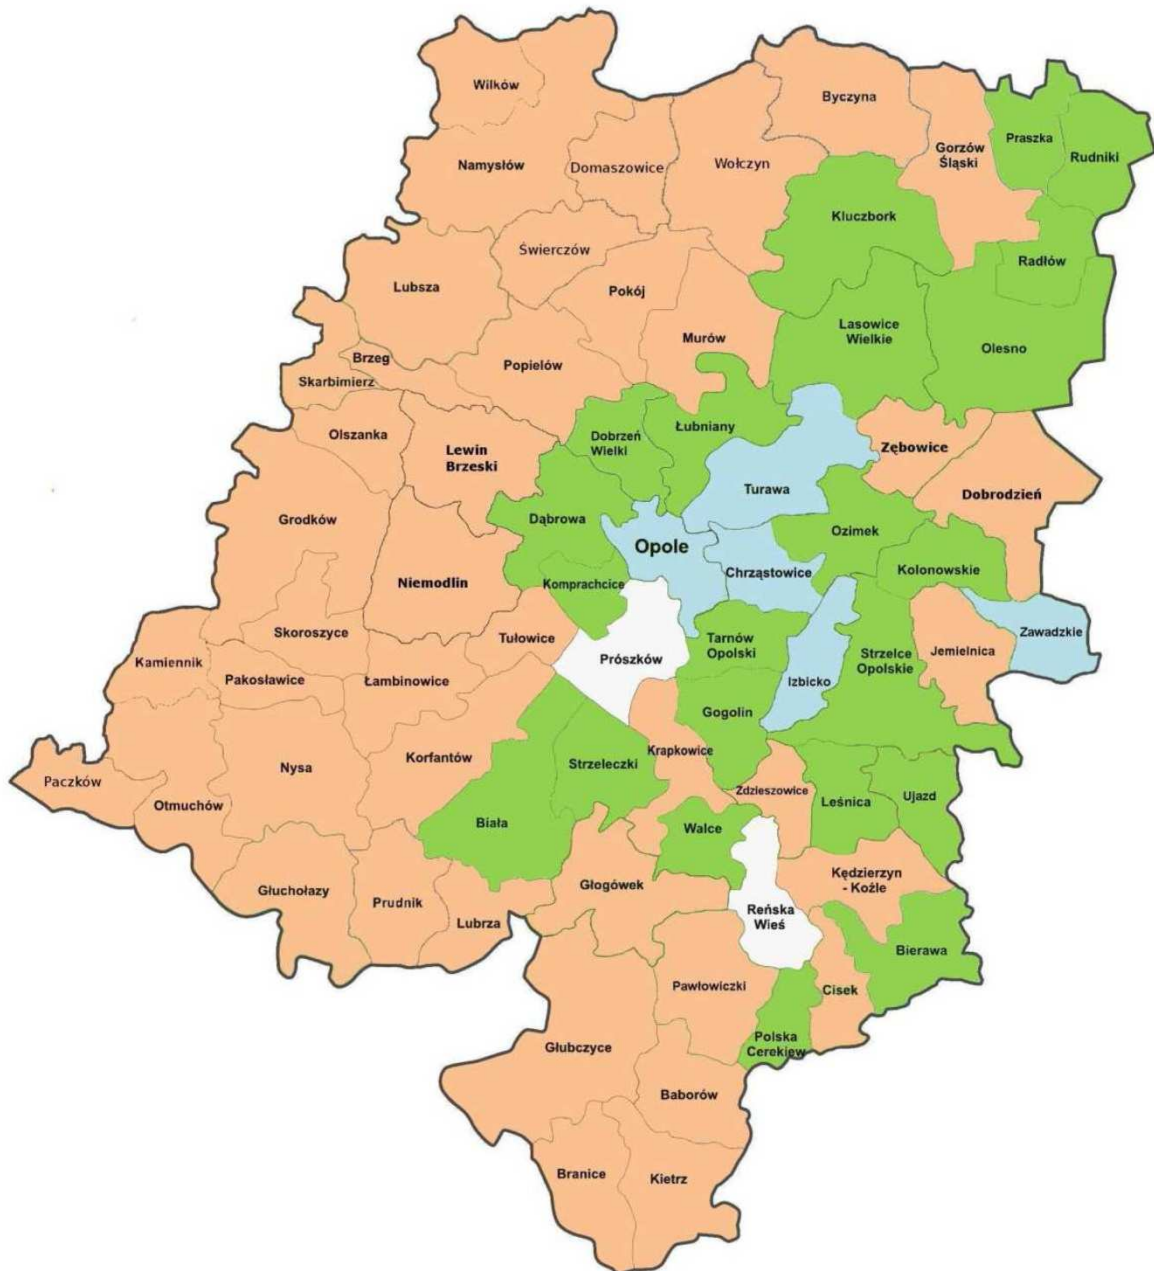 Wilków
Byczyna
Praszka
Rudniki
Gorzów
Śląski
Namysłów
Domaszowice
Wołczyn
Kluczbork
Świerczów
Radłów
Lubsza
Pokój
Lasowice
Wielkie
Olesno
Murów
Brzeg
Popielów
Skarbimierz
Olszanka
Dobrzeń
Wielki
Łubniany
Lewin
Brzeski
Zębowice
Turawa
Dobrodzień
Grodków
Dąbrowa
Ozimek
Opole
Chrząstowice
Kolonowskie
Niemodlin
Komprachcice
Skoroszyce
Tułowice
Tarnów
Opolski
Strzelce
Opolskie
Zawadzkie
Jemielnica
Kamiennik
Prószków
Pakosławice
Łambinowice
Izbicko
Gogolin
Korfantów
Krapkowice
Nysa
Strzeleczki
Paczków
Zdzieszowice
Ujazd
Otmuchów
Leśnica
Biała
Walce
Kędzierzyn
- Koźle
Głuchołazy
Głogówek
Prudnik
Reńska
Wieś
Lubrza
Bierawa
Pawłowiczki
Cisek
Polska
Cerekiew
Głubczyce
Baborów
Branice
Kietrz